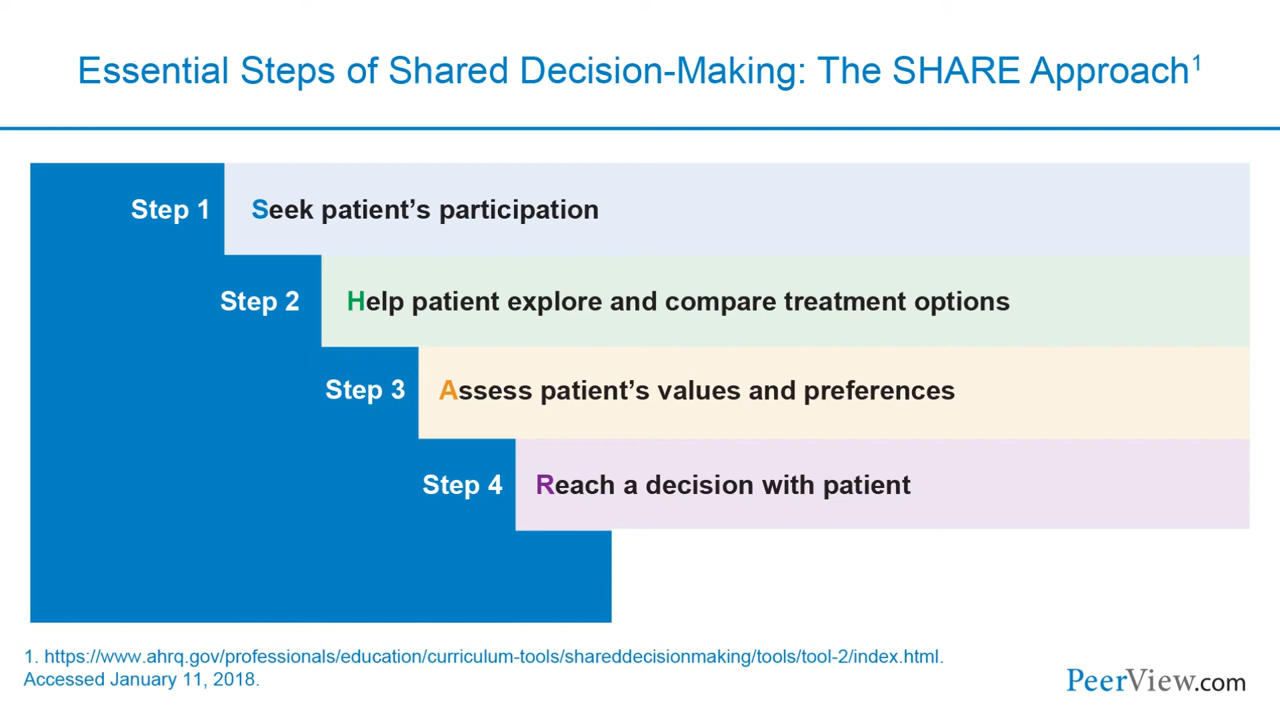 Essential Steps of Shared Decision-Making: The SHARE Approach¹
Step 1 Seek patient’s participation
Step 2 Help patient explore and compare treatment options
Step 3 Assess patient’s values and preferences
Step 4 Reach a decision with patient
1. https://www.ahrq.gov/professionals/education/curriculum-tools/shareddecisionmaking/tools/tool-2/index.html.
Accessed January 11, 2018.
PeerView.com